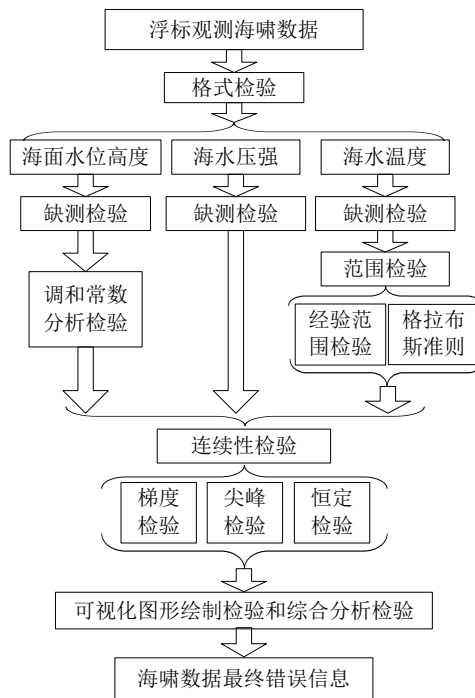 浮标观测海啸数据
格式检验
海面水位高度
海水压强
海水温度
缺测检验
缺测检验
缺测检验
范围检验
调和常数
分析检验
经验范
围检验
格拉布
斯准则
连续性检验
梯度
检验
尖峰
检验
恒定
检验
可视化图形绘制检验和综合分析检验
海啸数据最终错误信息